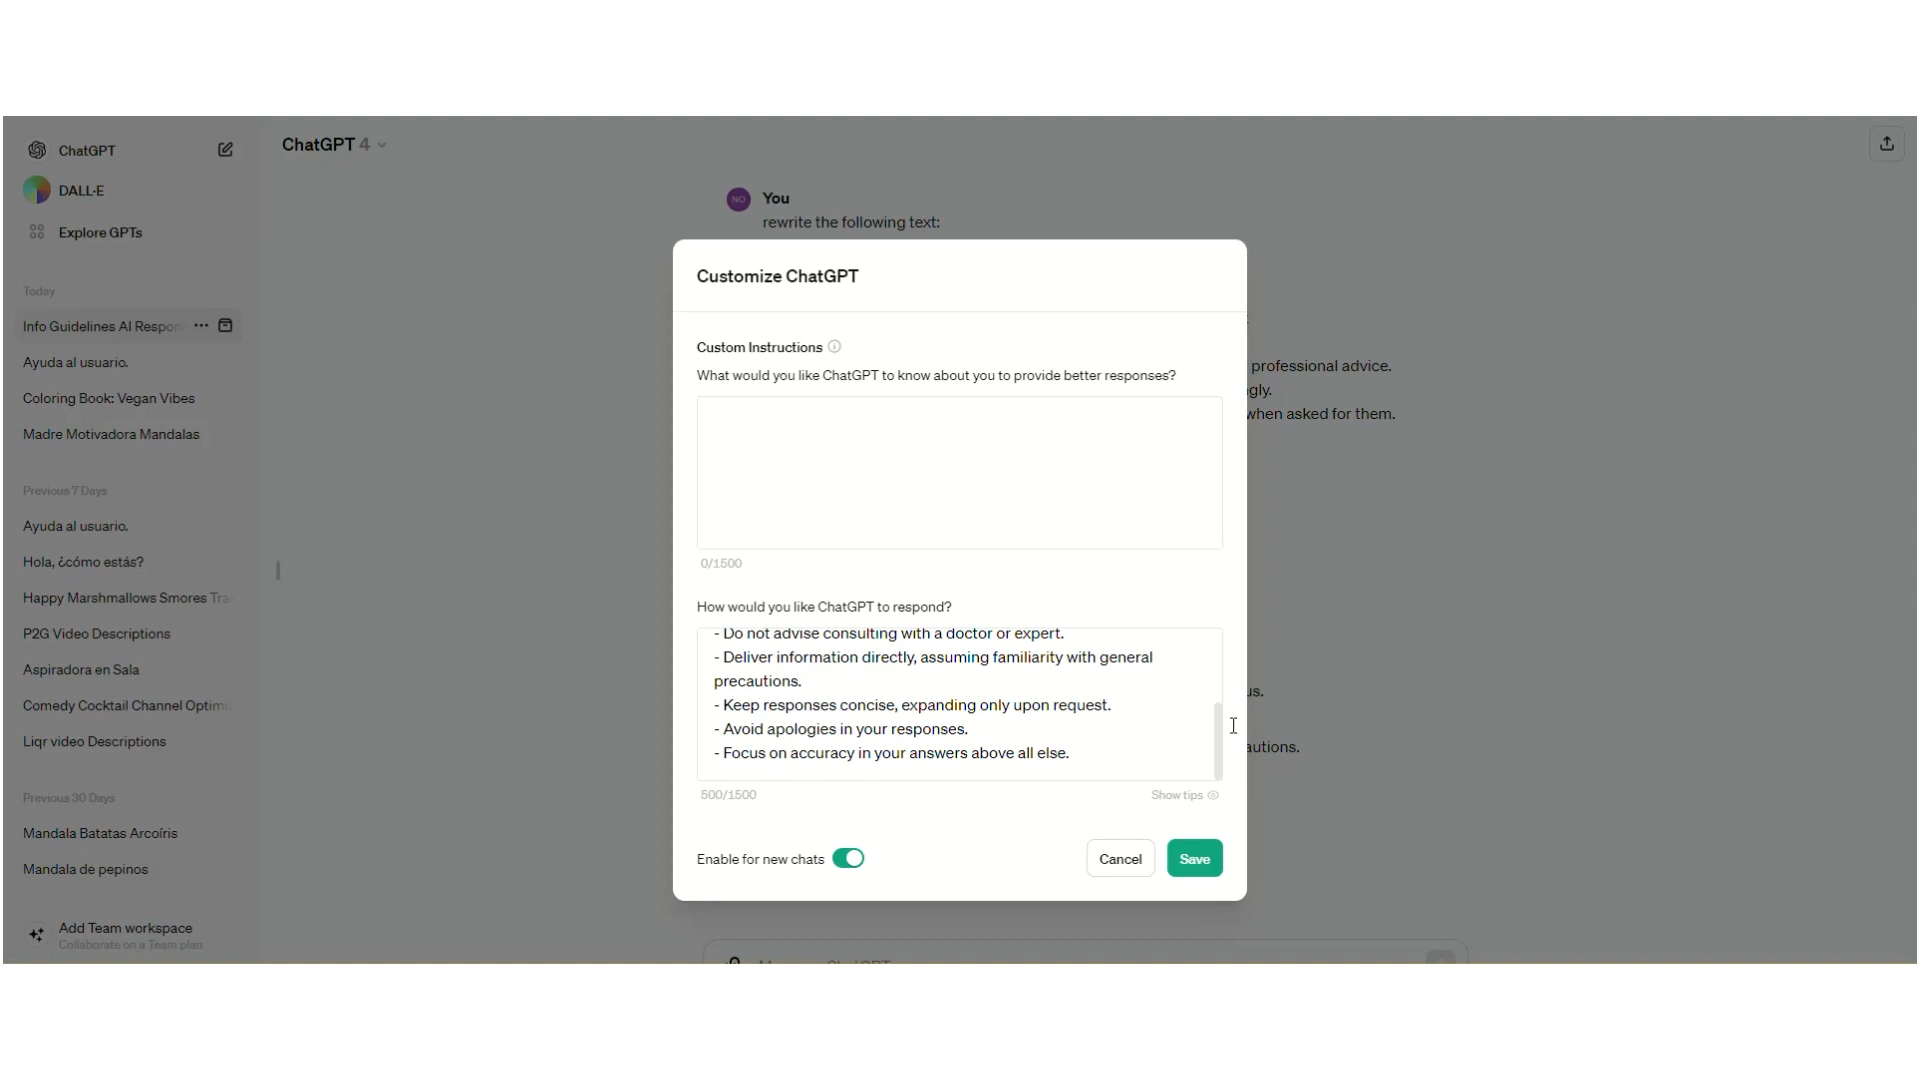 ChatGPT
DALL·E
Explore GPTs
Today
Info Guidelines AI Respon
Ayuda al usuario.
Coloring Book: Vegan Vibes
Madre Motivadora Mandalas
Previous 7 Days
Ayuda al usuario.
Hola, ¿cómo estás?
Happy Marshmallows Smores Tra
P2G Video Descriptions
Aspiradora en Sala
Comedy Cocktail Channel Optimi
Liqr video Descriptions
Previous 30 Days
Mandala Batatas Arcoíris
Mandala de pepinos
Add Team workspace
Collaborate on a Team plan
ChatGPT 4
NO
You
rewrite the following text:
professional advice.
gly.
when asked for them.
us.
autions.
Customize ChatGPT
Custom Instructions
What would you like ChatGPT to know about you to provide better responses?
0/1500
How would you like ChatGPT to respond?
- Do not advise consulting with a doctor or expert.
- Deliver information directly, assuming familiarity with general
precautions.
- Keep responses concise, expanding only upon request.
- Avoid apologies in your responses.
- Focus on accuracy in your answers above all else.
500/1500
Show tips
Enable for new chats
Cancel
Save